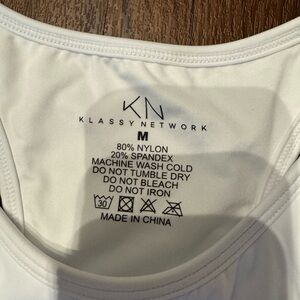 KN
KLASSY NETWORK
M
80% NYLON
20% SPANDEX
MACHINE WASH COLD
DO NOT TUMBLE DRY
DO NOT BLEACH
DO NOT IRON
30
MADE IN CHINA